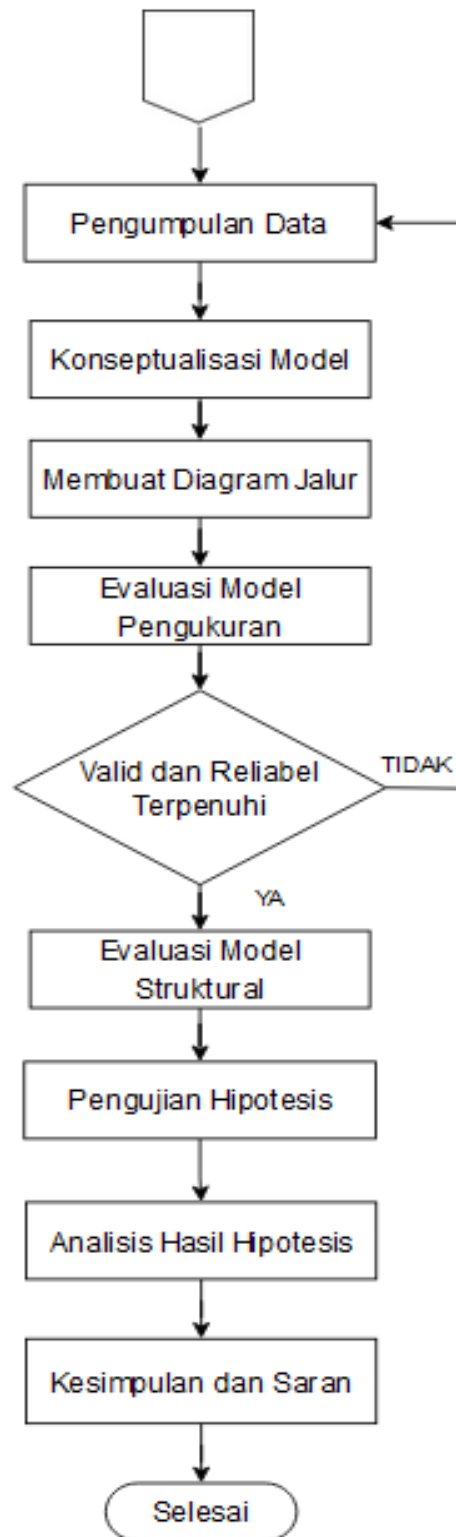 Pengumpulan Data
Konseptualisasi Model
Membuat Diagram Jalur
Evaluasi Model
Pengukuran
Valid dan Reliabel
Terpenuhi
TIDAK
YA
Evaluasi Model
Struktural
Pengujian Hipotesis
Analisis Hasil Hipotesis
Kesimpulan dan Saran
Selesai